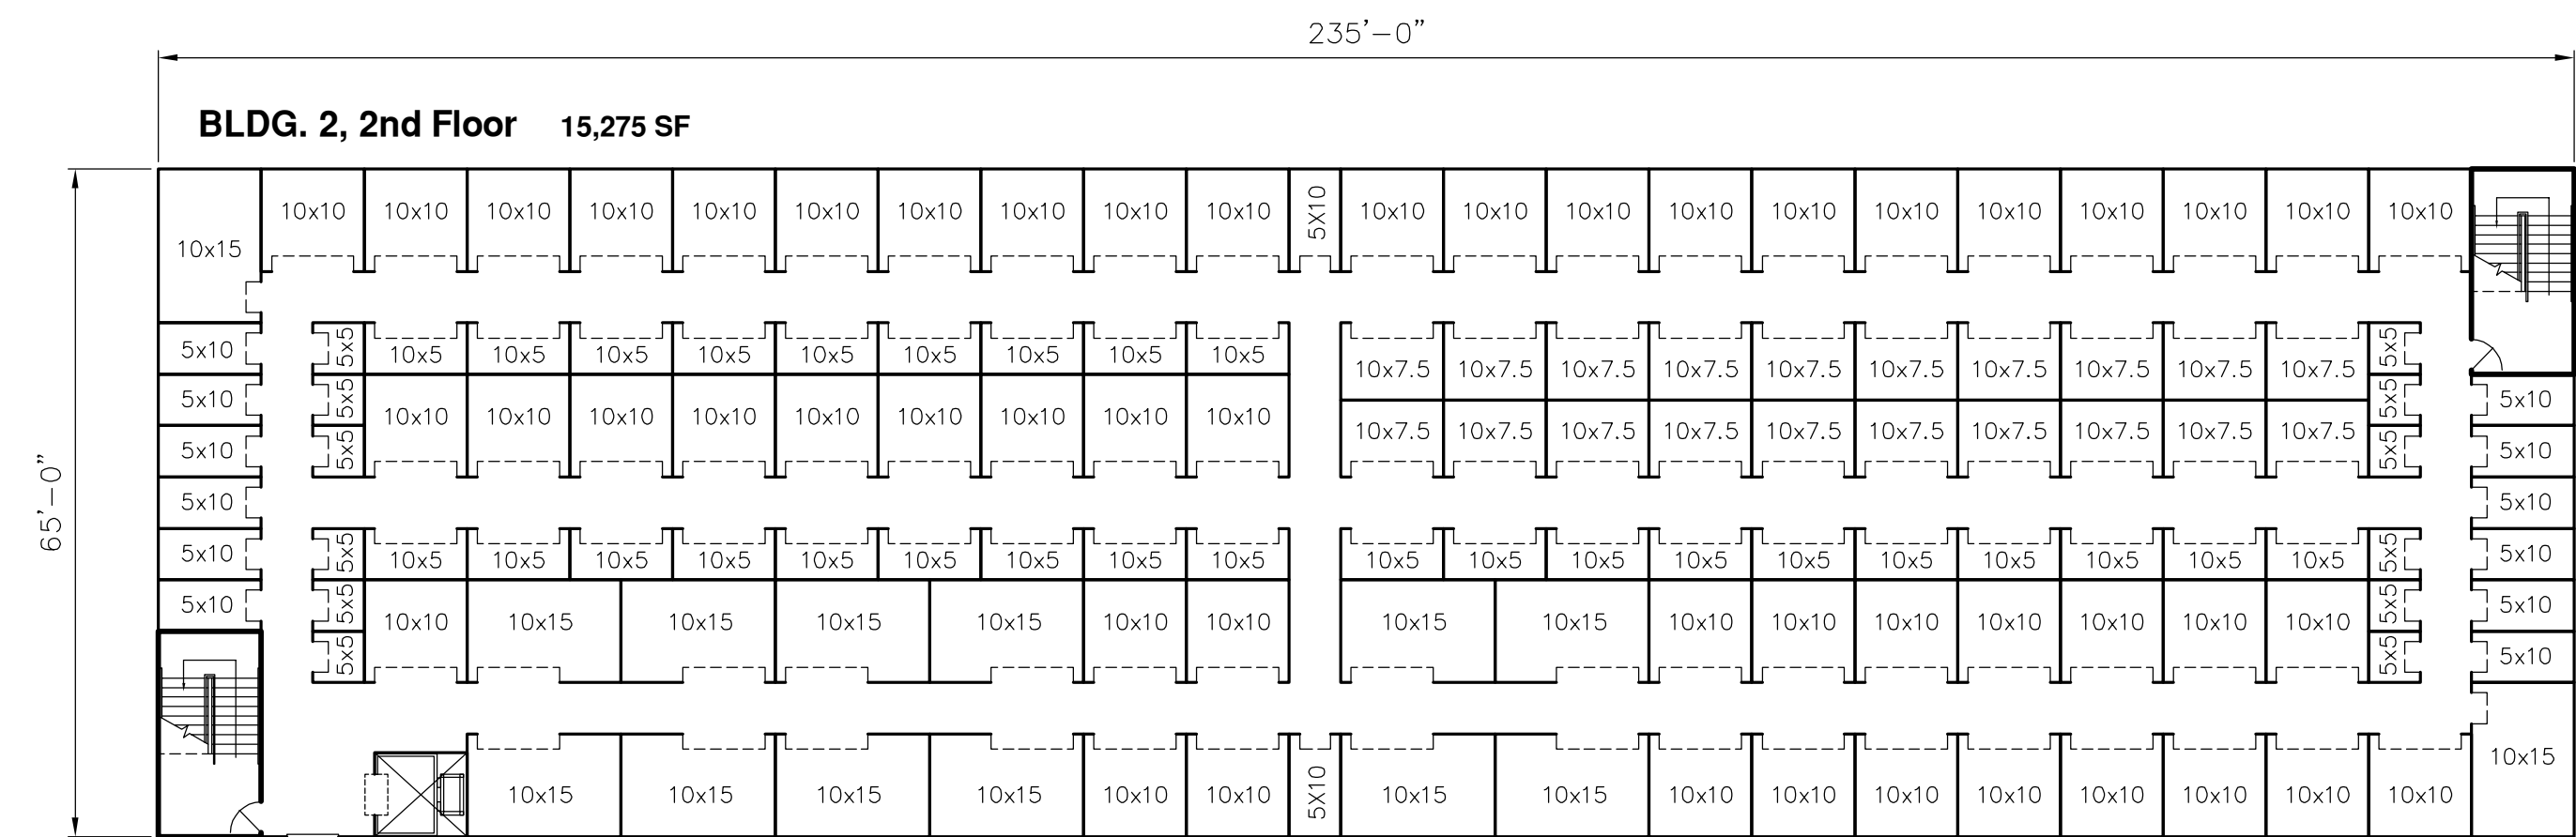 235'-0"
BLDG. 2, 2nd Floor 15,275 SF
10x10 10x10 10x10 10x10 10x10 10x10 10x10 10x10 10x10 10x10 5X10 10x10 10x10 10x10 10x10 10x10 10x10 10x10 10x10 10x10 10x10 10x10
10x15
5x10 5x5 10x5 10x5 10x5 10x5 10x5 10x5 10x5 10x5 10x5 5x5
10x7.5 10x7.5 10x7.5 10x7.5 10x7.5 10x7.5 10x7.5 10x7.5 10x7.5 10x7.5
5x10 5x5 5x5 5x10
10x10 10x10 10x10 10x10 10x10 10x10 10x10 10x10 10x10
10x7.5 10x7.5 10x7.5 10x7.5 10x7.5 10x7.5 10x7.5 10x7.5 10x7.5 10x7.5
5x10 5x5 5x5 5x10
65'-0"
5x10 5x10
5x10 5x5 10x5 10x5 10x5 10x5 10x5 10x5 10x5 10x5 10x5 10x5 10x5 10x5 10x5 10x5 10x5 10x5 10x5 10x5 10x5 5x5 5x10
5x10 5x5 5x5 5x10
10x10 10x15 10x15 10x15 10x15 10x10 10x10 10x15 10x15 10x10 10x10 10x10 10x10 10x10 10x10 10x10
5x5 5x5 5x10
10x15
10x15 10x15 10x15 10x15 10x10 10x10 5X10 10x15 10x15 10x10 10x10 10x10 10x10 10x10 10x10 10x10 10x10